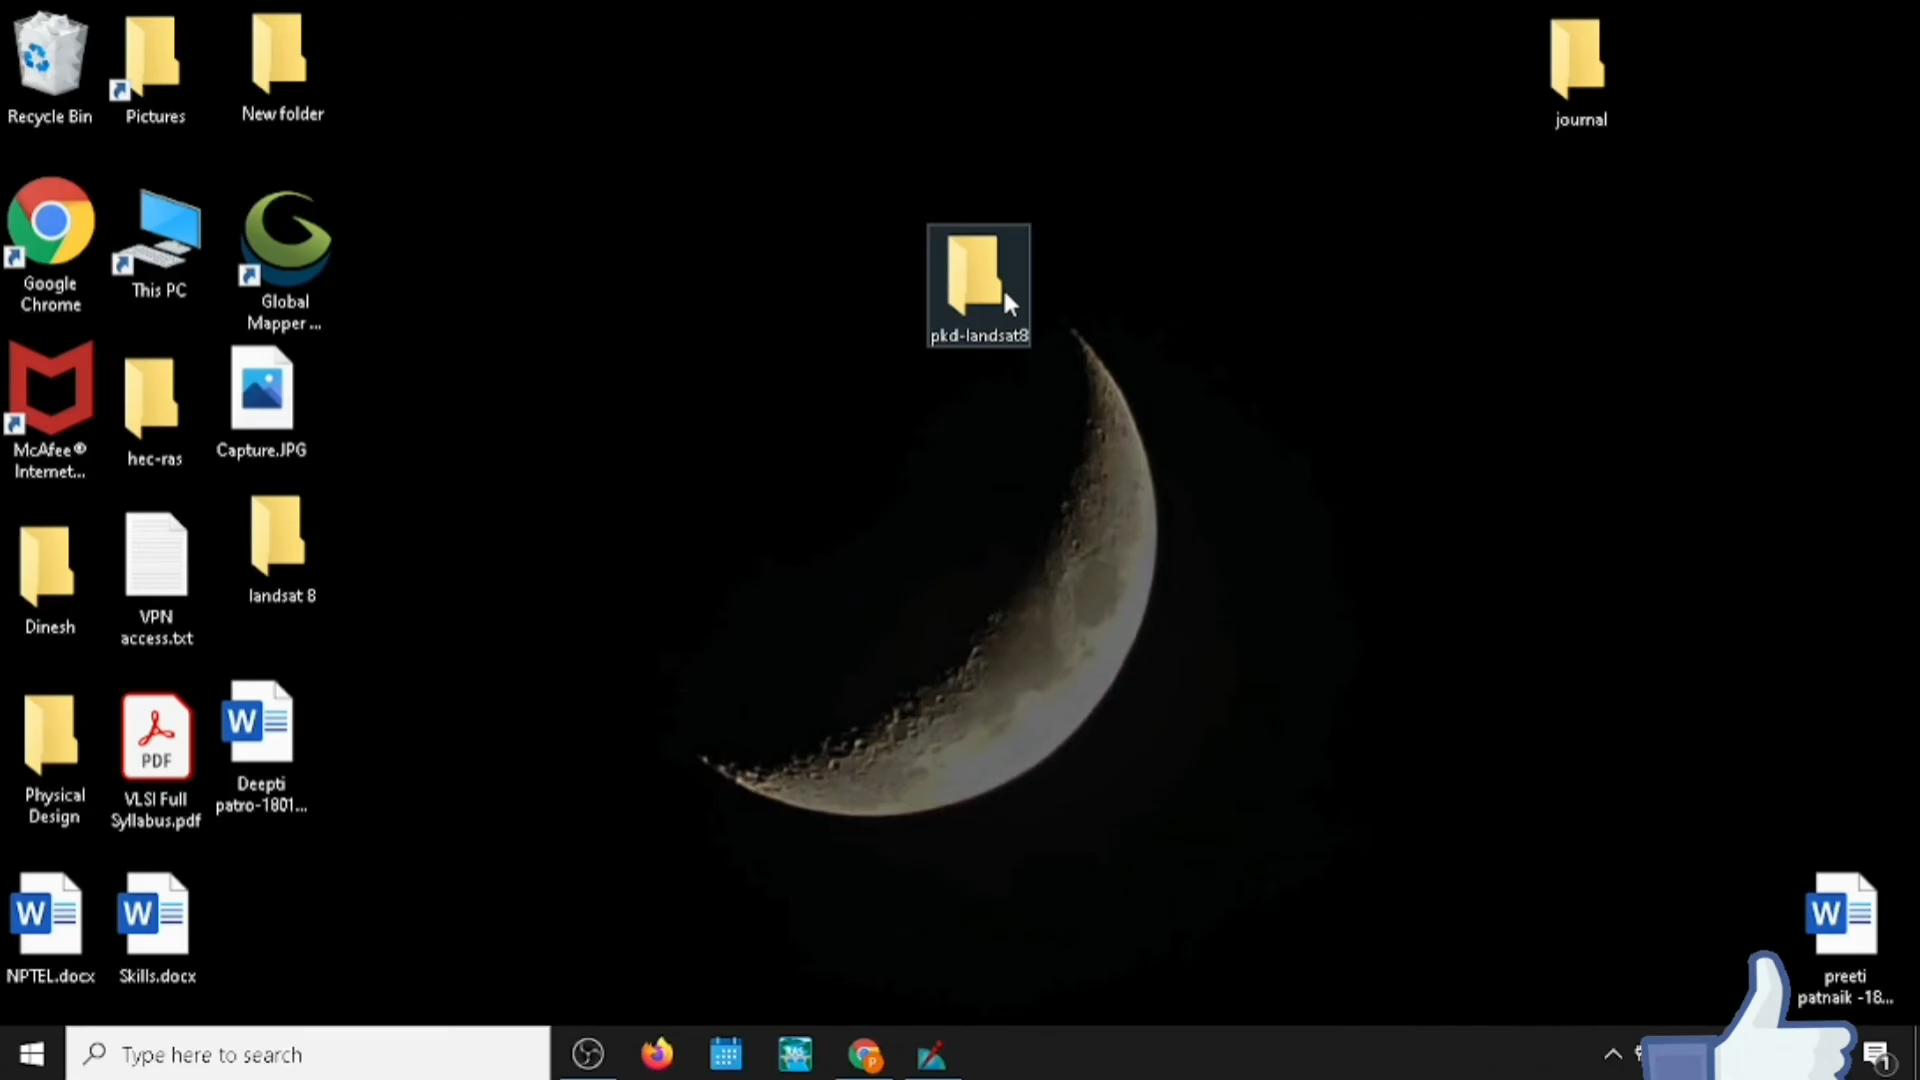 Recycle Bin
Pictures
New folder
journal
Google
Chrome
This PC
Global
Mapper ...
pkd-landsat8
McAfee®
Internet...
hec-ras
Capture.JPG
Dinesh
VPN
access.txt
landsat 8
Physical
Design
PDF
VLSI Full
Syllabus.pdf
W
Deepti
patro-1801...
W
NPTEL.docx
W
Skills.docx
W
preeti
patnaik -18...
Type here to search
RAS
P
1